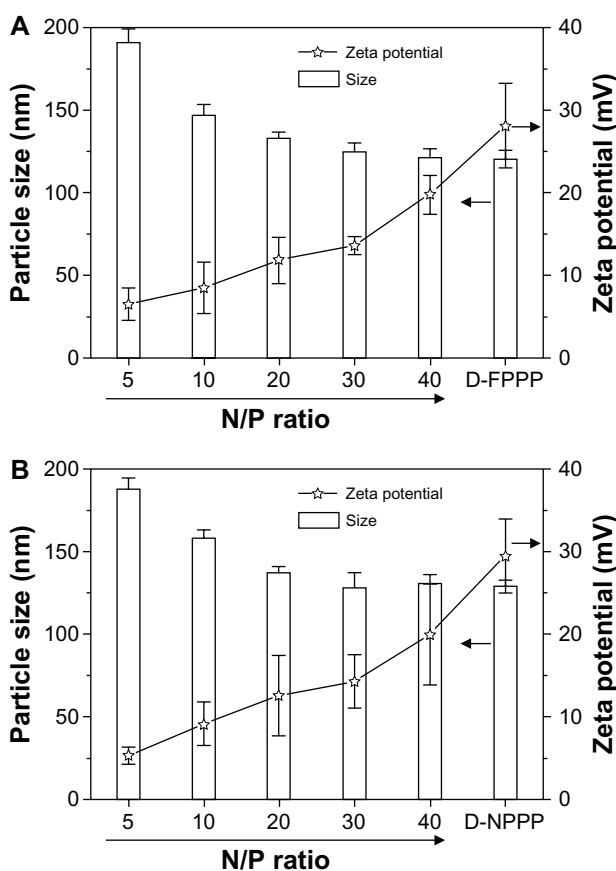 A
200
150
100
50
0
Particle size (nm)
Zeta potential
Size
40
30
20
10
0
Zeta potential (mV)
5 10 20 30 40 D-FPPP
N/P ratio
B
200
150
100
50
0
Particle size (nm)
Zeta potential
Size
40
30
20
10
0
Zeta potential (mV)
5 10 20 30 40 D-NPPP
N/P ratio